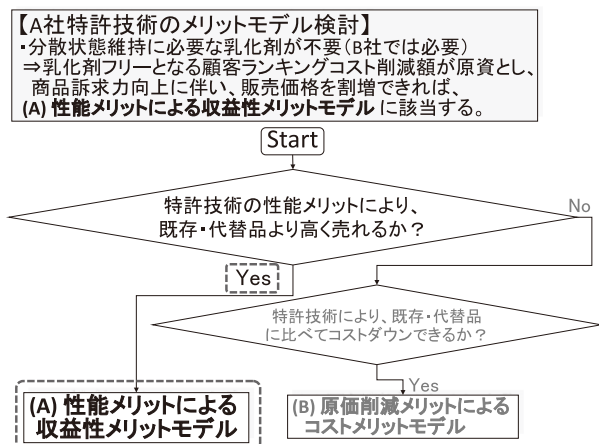 【A社特許技術のメリットモデル検討】
・分散状態維持に必要な乳化剤が不要(B社では必要)
⇒乳化剤フリーとなる顧客ランキングコスト削減額が原資とし、
商品訴求力向上に伴い、販売価格を割増できれば、
(A) 性能メリットによる収益性メリットモデル に該当する。
Start
特許技術の性能メリットにより、
既存・代替品より高く売れるか？
No
Yes
特許技術により、既存・代替品
に比べてコストダウンできるか？
Yes
(A) 性能メリットによる
収益性メリットモデル
(B) 原価削減メリットによる
コストメリットモデル